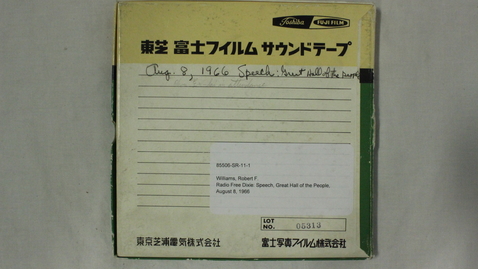 Toshiba FUJI FILM
東芝 富士フイルム サウンドテープ
Aug. 8, 1966 Speech: Great Hall of the People
85506-SR-11-1
Williams, Robert F.
Radio Free Dixie: Speech, Great Hall of the People.
August 8, 1966
LOT NO. 05313
東京芝浦電気株式会社 富士写真フイルム株式会社